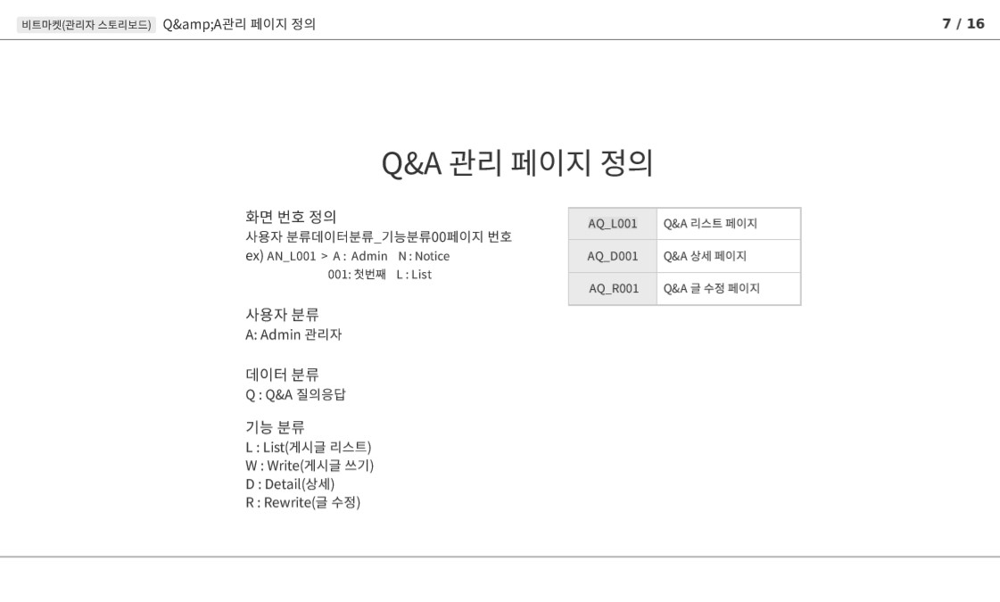 비트마켓(관리자 스토리보드) Q&amp;A관리 페이지 정의 7 / 16
Q&A 관리 페이지 정의
화면 번호 정의
사용자 분류데이터분류_기능분류00페이지 번호
ex) AN_L001 > A : Admin N : Notice
001: 첫번째 L : List
사용자 분류
A: Admin 관리자
데이터 분류
Q : Q&A 질의응답
기능 분류
L : List(게시글 리스트)
W : Write(게시글 쓰기)
D : Detail(상세)
R : Rewrite(글 수정)
AQ_L001 Q&A 리스트 페이지
AQ_D001 Q&A 상세 페이지
AQ_R001 Q&A 글 수정 페이지